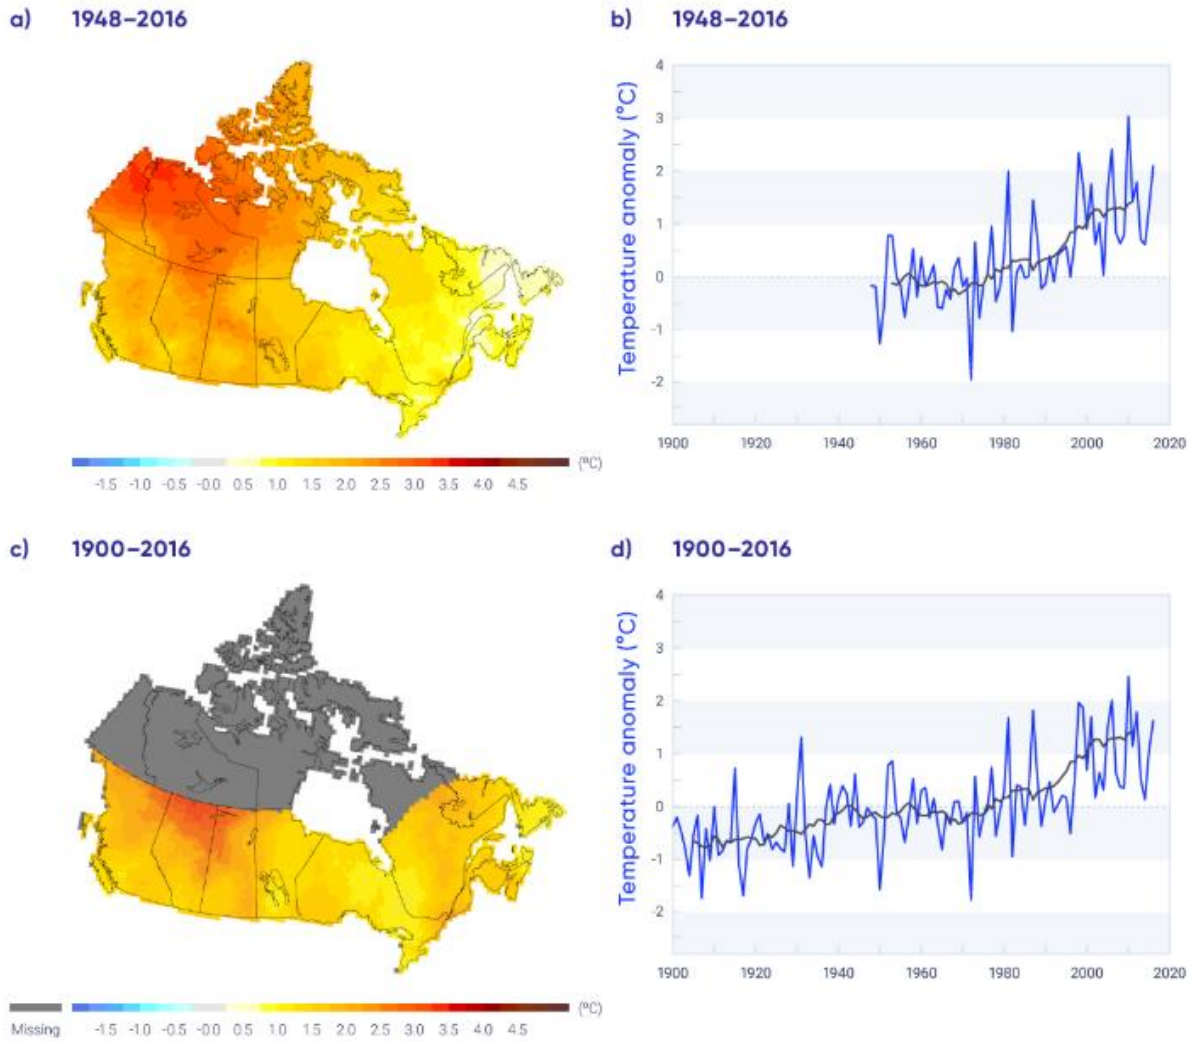 a) 1948–2016
b) 1948–2016
Temperature anomaly (°C)
4
3
2
1
0
-1
-2
1900 1920 1940 1960 1980 2000 2020
-1.5 -1.0 -0.5 -0.0 0.5 1.0 1.5 2.0 2.5 3.0 3.5 4.0 4.5 (ºC)
c) 1900–2016
d) 1900–2016
Temperature anomaly (°C)
4
3
2
1
0
-1
-2
1900 1920 1940 1960 1980 2000 2020
Missing -1.5 -1.0 -0.5 -0.0 0.5 1.0 1.5 2.0 2.5 3.0 3.5 4.0 4.5 (ºC)